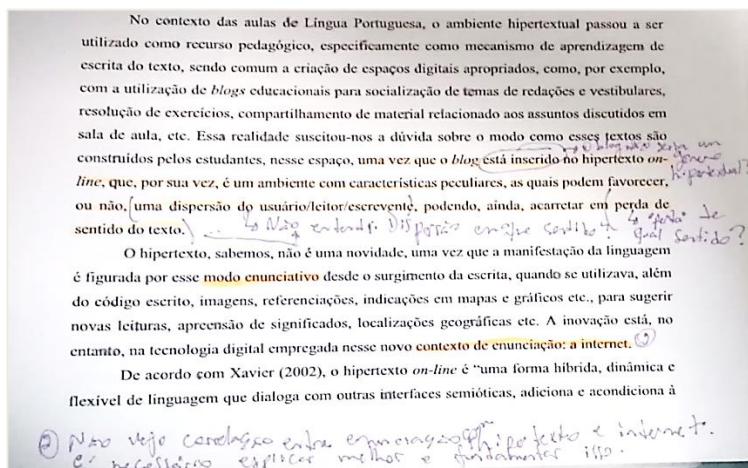 No contexto das aulas de Língua Portuguesa, o ambiente hipertextual passou a ser
utilizado como recurso pedagógico, especificamente como mecanismo de aprendizagem de
escrita do texto, sendo comum a criação de espaços digitais apropriados, como, por exemplo,
com a utilização de blogs educacionais para socialização de temas de redações e vestibulares,
resolução de exercícios, compartilhamento de material relacionado aos assuntos discutidos em
sala de aula, etc. Essa realidade suscitou-nos a dúvida sobre o modo como esses textos são
o blog não seria um
construídos pelos estudantes, nesse espaço, uma vez que o blog está inserido no hipertexto on-
gênero
hipertextual?
line, que, por sua vez, é um ambiente com características peculiares, as quais podem favorecer,
ou não, (uma dispersão do usuário/leitor/escrevente, podendo, ainda, acarretar em perda de
sentido do texto.)
Não entendi. Dispersão em que sentido?
"perda" de
qual sentido?
O hipertexto, sabemos, não é uma novidade, uma vez que a manifestação da linguagem
é figurada por esse modo enunciativo desde o surgimento da escrita, quando se utilizava, além
do código escrito, imagens, referenciações, indicações em mapas e gráficos etc., para sugerir
novas leituras, apreensão de significados, localizações geográficas etc. A inovação está, no
entanto, na tecnologia digital empregada nesse novo contexto de enunciação: a internet.
De acordo com Xavier (2002), o hipertexto on-line é “uma forma híbrida, dinâmica e
flexível de linguagem que dialoga com outras interfaces semióticas, adiciona e acondiciona à
Não vejo correlação entre enunciação, hipertexto e internet.
É necessário explicar melhor e fundamentar isso.